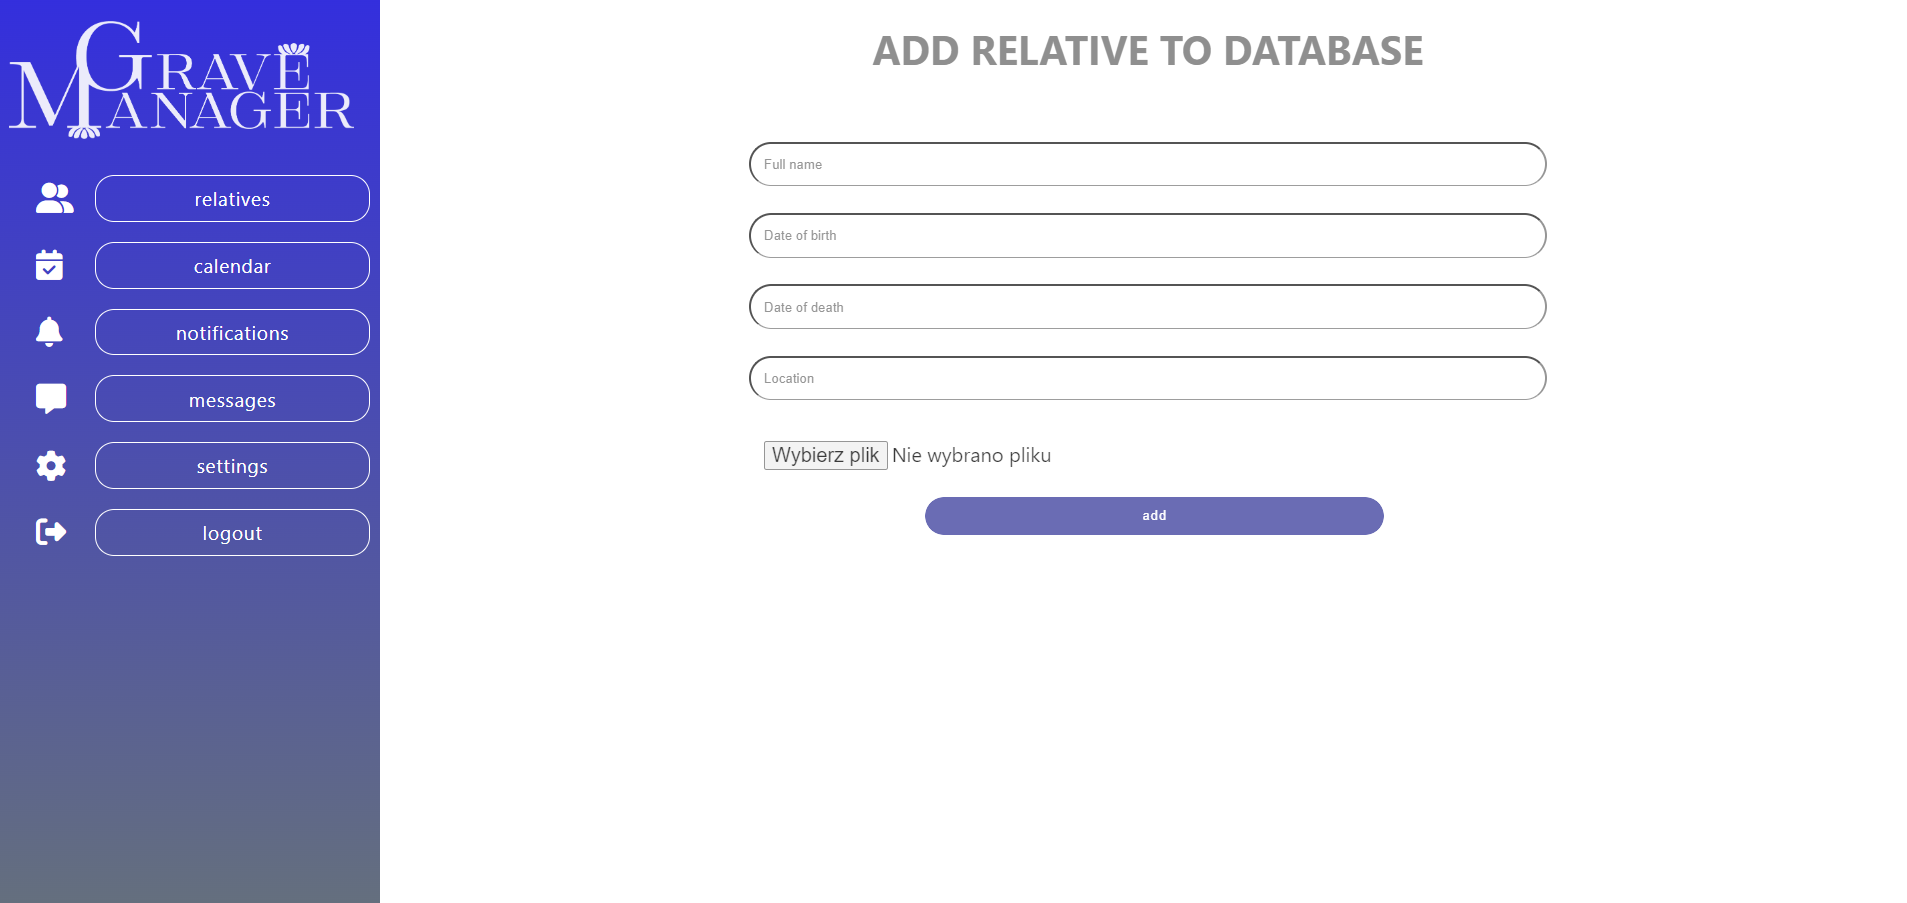 GRAVE
MANAGER
relatives
calendar
notifications
messages
settings
logout
ADD RELATIVE TO DATABASE
Full name
Date of birth
Date of death
Location
Wybierz plik Nie wybrano pliku
add